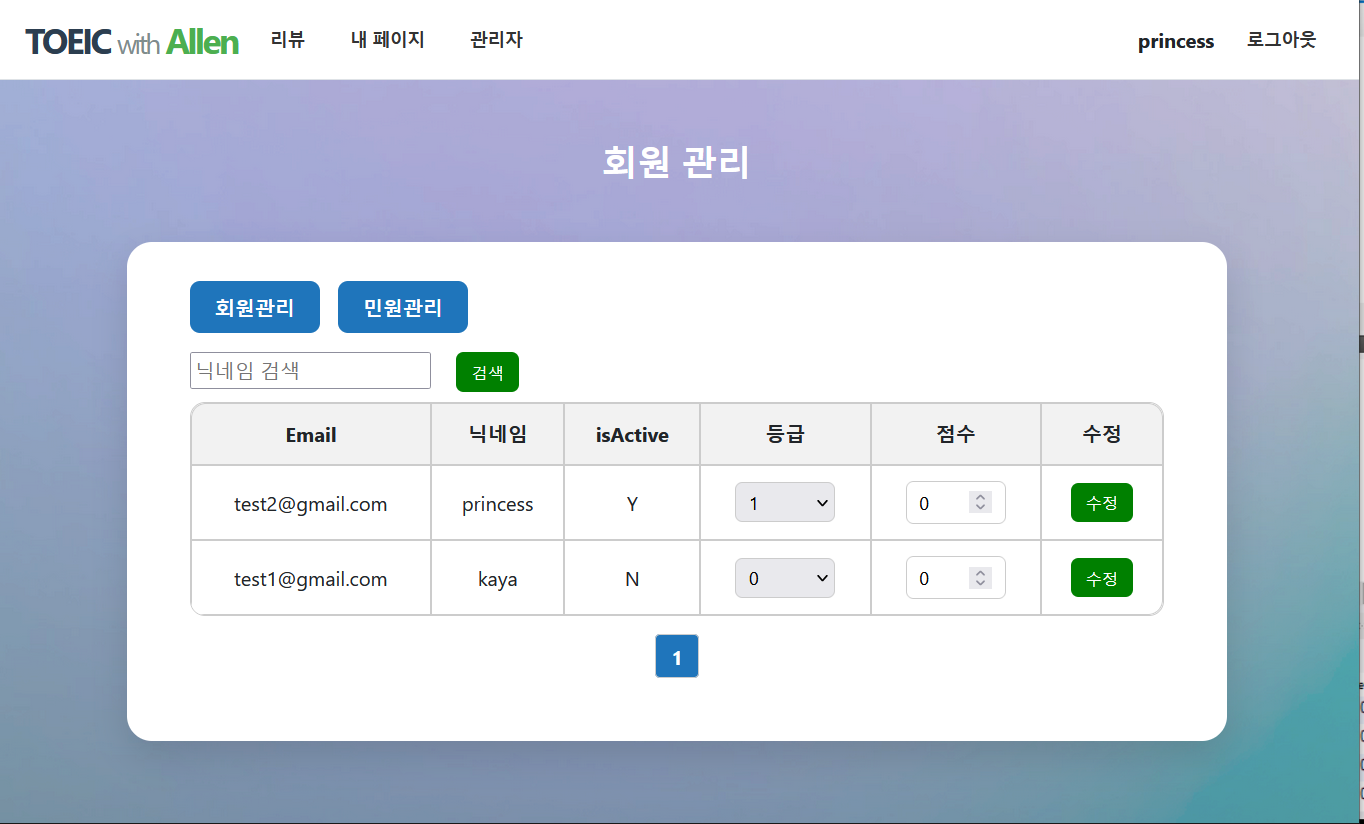 TOEIC with Allen 리뷰 내 페이지 관리자 princess 로그아웃
회원 관리
회원관리 민원관리
닉네임 검색 검색
Email 닉네임 isActive 등급 점수 수정
test2@gmail.com princess Y 1 0 수정
test1@gmail.com kaya N 0 0 수정
1